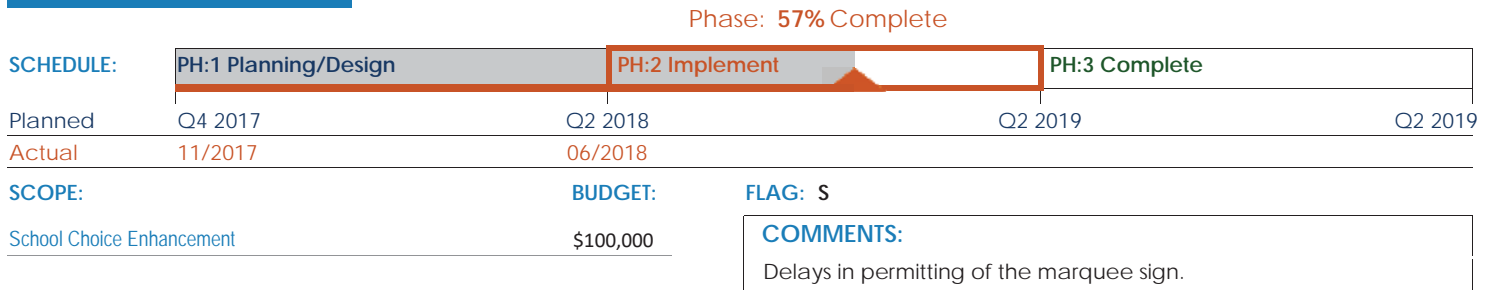 Phase: 57% Complete
SCHEDULE: PH:1 Planning/Design PH:2 Implement PH:3 Complete
Planned Q4 2017 Q2 2018 Q2 2019 Q2 2019
Actual 11/2017 06/2018
SCOPE: BUDGET: FLAG: S
School Choice Enhancement $100,000
COMMENTS:
Delays in permitting of the marquee sign.